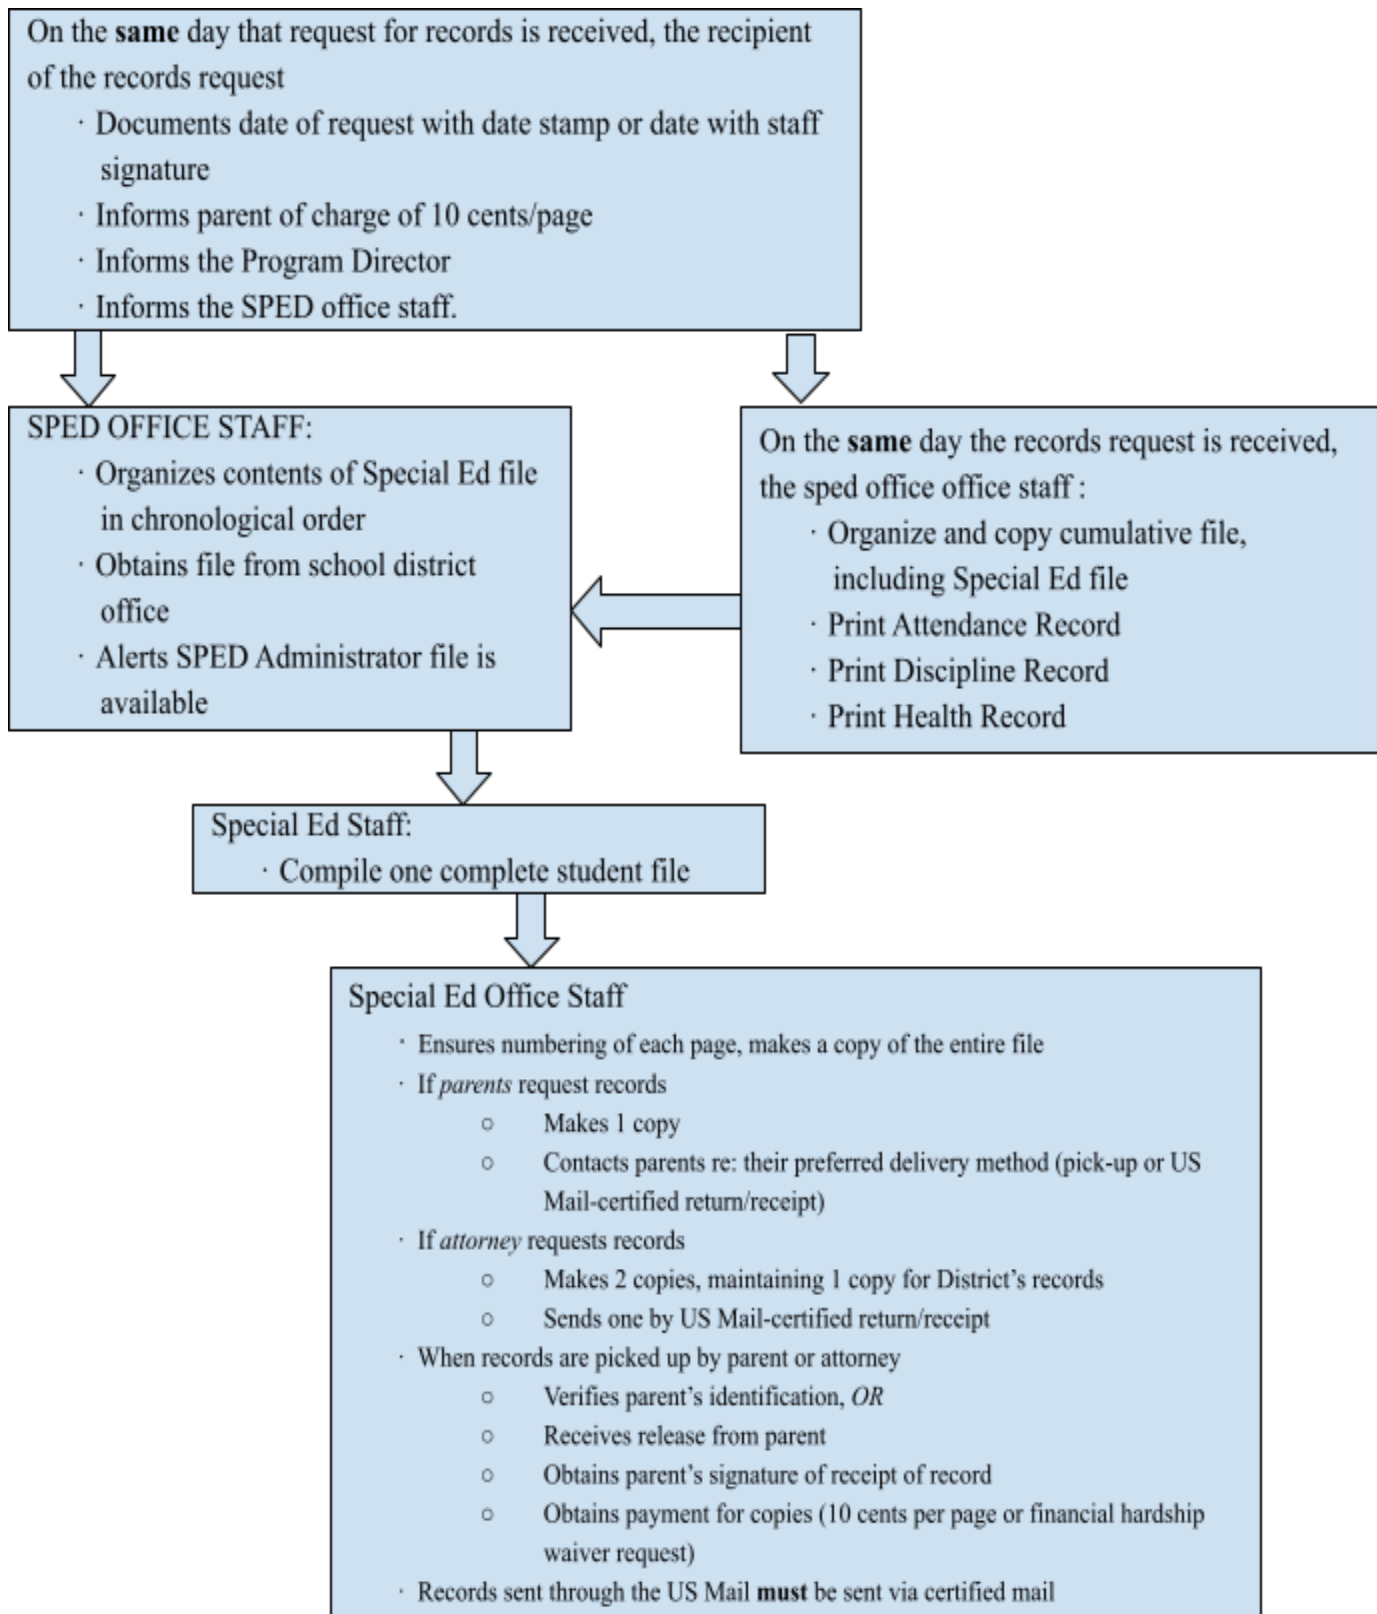 On the same day that request for records is received, the recipient
of the records request
· Documents date of request with date stamp or date with staff
signature
· Informs parent of charge of 10 cents/page
· Informs the Program Director
· Informs the SPED office staff.
SPED OFFICE STAFF:
· Organizes contents of Special Ed file
in chronological order
· Obtains file from school district
office
· Alerts SPED Administrator file is
available
On the same day the records request is received,
the sped office office staff :
· Organize and copy cumulative file,
including Special Ed file
· Print Attendance Record
· Print Discipline Record
· Print Health Record
Special Ed Staff:
· Compile one complete student file
Special Ed Office Staff
· Ensures numbering of each page, makes a copy of the entire file
· If parents request records
○ Makes 1 copy
○ Contacts parents re: their preferred delivery method (pick-up or US
Mail-certified return/receipt)
· If attorney requests records
○ Makes 2 copies, maintaining 1 copy for District’s records
○ Sends one by US Mail-certified return/receipt
· When records are picked up by parent or attorney
○ Verifies parent’s identification, OR
○ Receives release from parent
○ Obtains parent’s signature of receipt of record
○ Obtains payment for copies (10 cents per page or financial hardship
waiver request)
· Records sent through the US Mail must be sent via certified mail